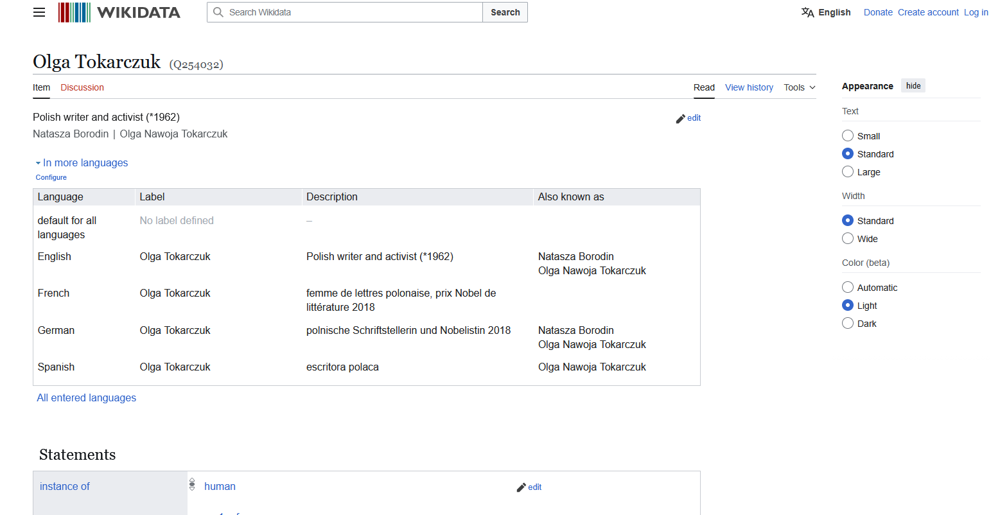 WIKIDATA
Search Wikidata
Search
English
Donate
Create account
Log in
Olga Tokarczuk (Q254032)
Item
Discussion
Read
View history
Tools
Polish writer and activist (*1962)
edit
Natasza Borodin | Olga Nawoja Tokarczuk
In more languages
Configure
Language Label Description Also known as
default for all
languages
No label defined
–
English Olga Tokarczuk Polish writer and activist (*1962) Natasza Borodin
Olga Nawoja Tokarczuk
French Olga Tokarczuk femme de lettres polonaise, prix Nobel de
littérature 2018
German Olga Tokarczuk polnische Schriftstellerin und Nobelistin 2018 Natasza Borodin
Olga Nawoja Tokarczuk
Spanish Olga Tokarczuk escritora polaca Olga Nawoja Tokarczuk
All entered languages
Statements
instance of
human
edit
Appearance
hide
Text
Small
Standard
Large
Width
Standard
Wide
Color (beta)
Automatic
Light
Dark